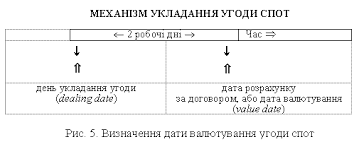 МЕХАНІЗМ УКЛАДАННЯ УГОДИ СПОТ
← 2 робочі дні → Час ⇒
↓ ↓
⇑ ⇑
день укладання угоди
(dealing date)
дата розрахунку
за договором, або дата валютування
(value date)
Рис. 5. Визначення дати валютування угоди спот